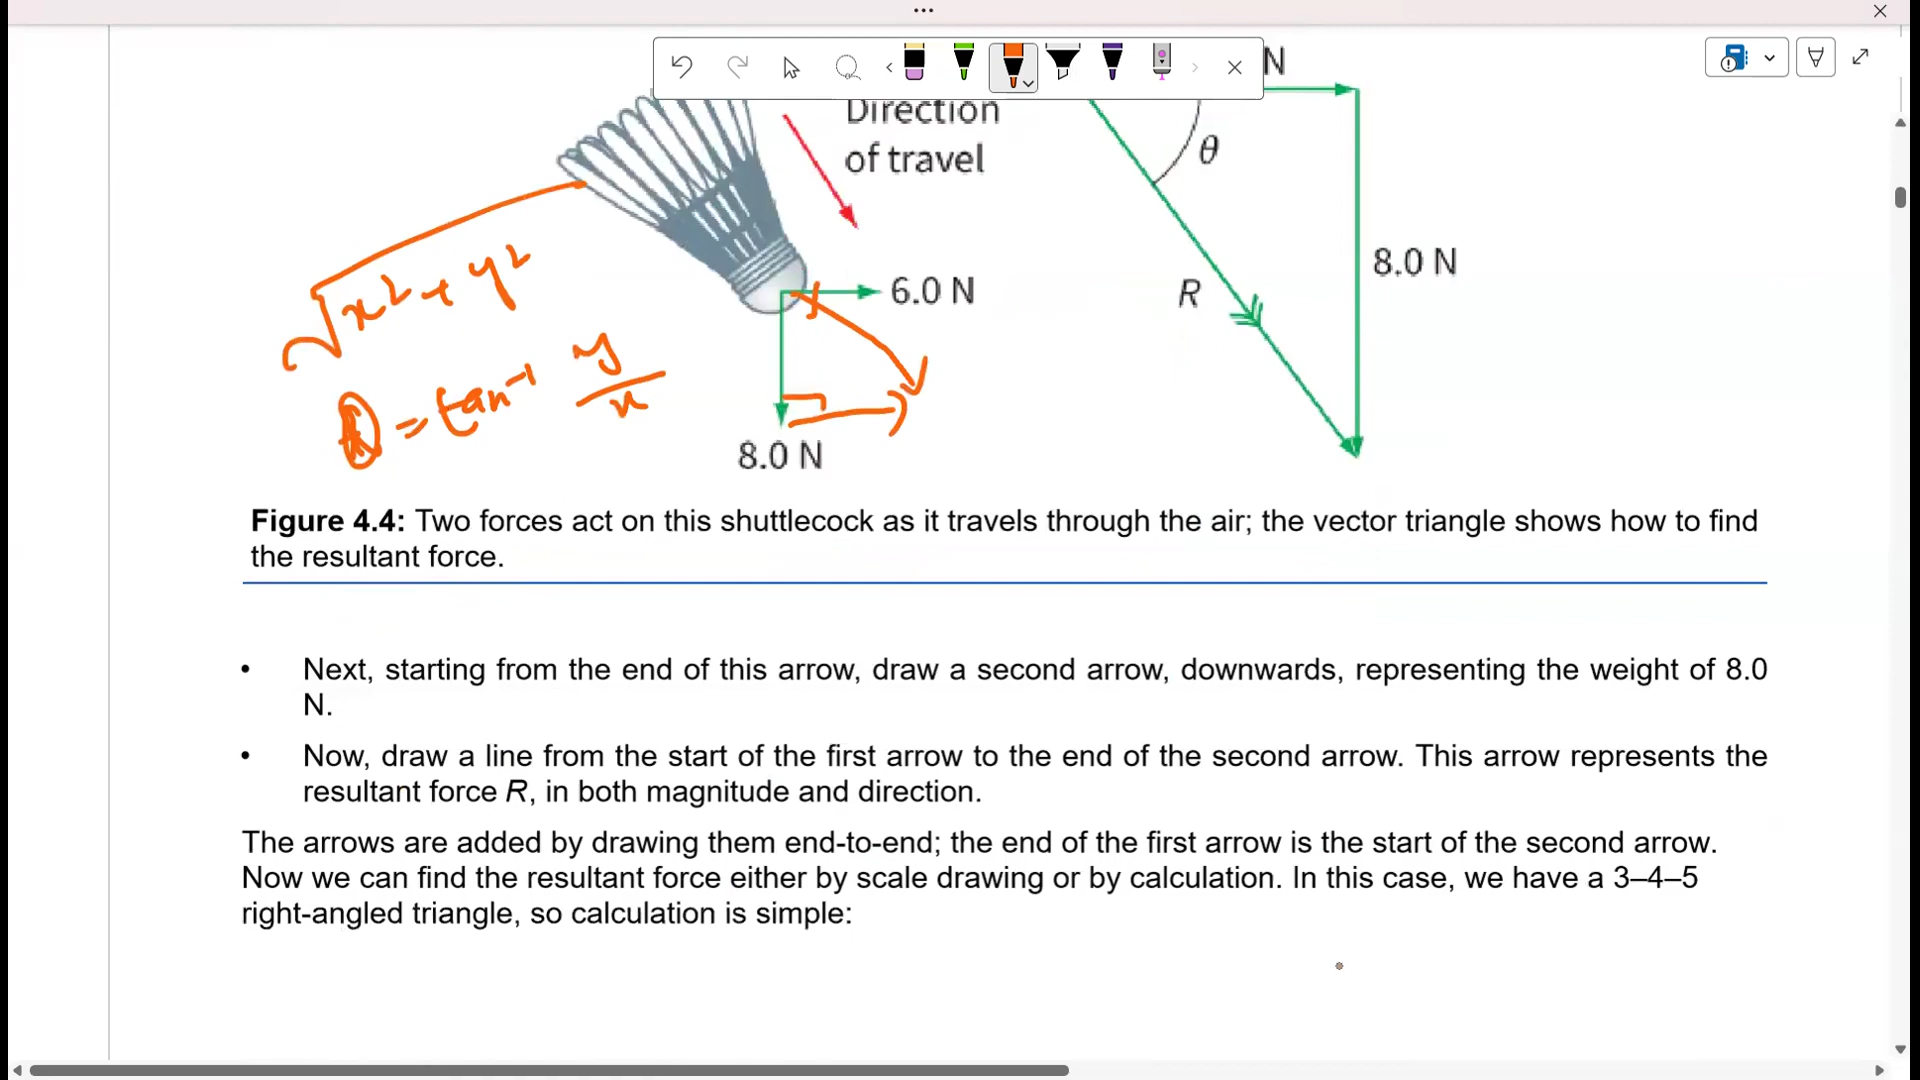 N
Direction
of travel
θ
8.0 N
R
6.0 N
√x² + y²
θ = tan⁻¹ y/x
8.0 N
Figure 4.4: Two forces act on this shuttlecock as it travels through the air; the vector triangle shows how to find
the resultant force.
• Next, starting from the end of this arrow, draw a second arrow, downwards, representing the weight of 8.0
N.
• Now, draw a line from the start of the first arrow to the end of the second arrow. This arrow represents the
resultant force R, in both magnitude and direction.
The arrows are added by drawing them end-to-end; the end of the first arrow is the start of the second arrow.
Now we can find the resultant force either by scale drawing or by calculation. In this case, we have a 3–4–5
right-angled triangle, so calculation is simple: